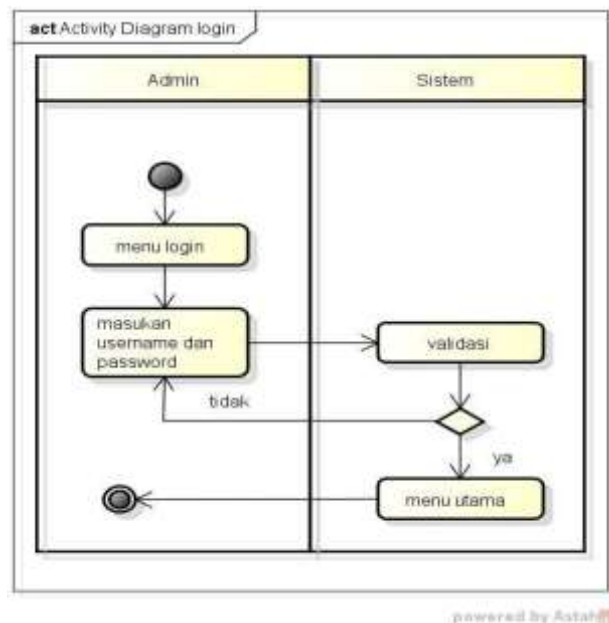 act Activity Diagram login
Admin
Sistem
menu login
masukan
username dan
password
validasi
tidak
ya
menu utama
powered by Astah